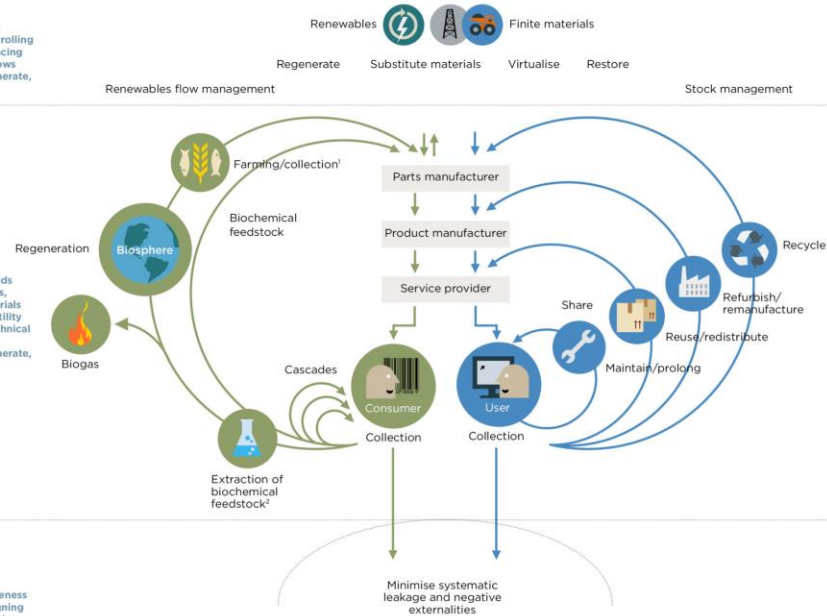 Renewables
Finite materials
Regenerate
Substitute materials
Virtualise
Restore
Renewables flow management
Stock management
Farming/collection¹
Parts manufacturer
Biochemical
feedstock
Product manufacturer
Regeneration
Biosphere
Recycle
Service provider
Share
Refurbish/
remanufacture
Reuse/redistribute
Biogas
Cascades
Maintain/prolong
Consumer
User
Collection
Collection
Extraction of
biochemical
feedstock²
Minimise systematic
leakage and negative
externalities